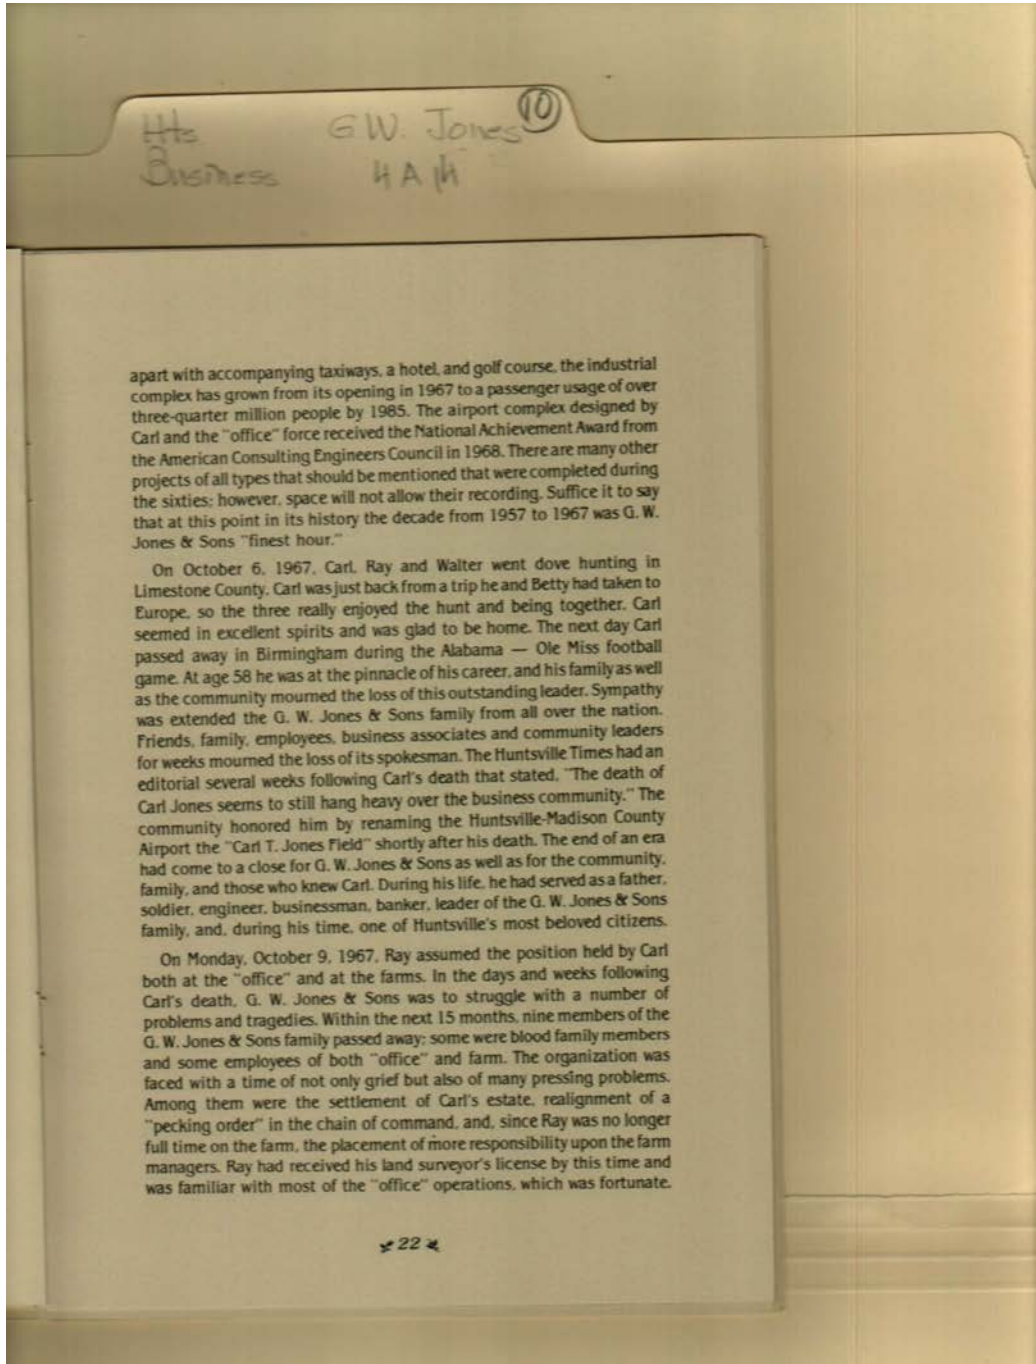 Hts G W. Jones 10
Business 4 A 14
apart with accompanying taxiways, a hotel, and golf course, the industrial
complex has grown from its opening in 1967 to a passenger usage of over
three-quarter million people by 1985. The airport complex designed by
Carl and the "office" force received the National Achievement Award from
the American Consulting Engineers Council in 1968. There are many other
projects of all types that should be mentioned that were completed during
the sixties; however, space will not allow their recording. Suffice it to say
that at this point in its history the decade from 1957 to 1967 was G. W.
Jones & Sons "finest hour."
On October 6, 1967, Carl, Ray and Walter went dove hunting in
Limestone County. Carl was just back from a trip he and Betty had taken to
Europe, so the three really enjoyed the hunt and being together. Carl
seemed in excellent spirits and was glad to be home. The next day Carl
passed away in Birmingham during the Alabama — Ole Miss football
game. At age 58 he was at the pinnacle of his career, and his family as well
as the community mourned the loss of this outstanding leader. Sympathy
was extended the G. W. Jones & Sons family from all over the nation.
Friends, family, employees, business associates and community leaders
for weeks mourned the loss of its spokesman. The Huntsville Times had an
editorial several weeks following Carl's death that stated, "The death of
Carl Jones seems to still hang heavy over the business community." The
community honored him by renaming the Huntsville-Madison County
Airport the "Carl T. Jones Field" shortly after his death. The end of an era
had come to a close for G. W. Jones & Sons as well as for the community,
family, and those who knew Carl. During his life, he had served as a father,
soldier, engineer, businessman, banker, leader of the G. W. Jones & Sons
family, and, during his time, one of Huntsville's most beloved citizens.
On Monday, October 9, 1967, Ray assumed the position held by Carl
both at the "office" and at the farms. In the days and weeks following
Carl's death, G. W. Jones & Sons was to struggle with a number of
problems and tragedies. Within the next 15 months, nine members of the
G. W. Jones & Sons family passed away; some were blood family members
and some employees of both "office" and farm. The organization was
faced with a time of not only grief but also of many pressing problems.
Among them were the settlement of Carl's estate, realignment of a
"pecking order" in the chain of command, and, since Ray was no longer
full time on the farm, the placement of more responsibility upon the farm
managers. Ray had received his land surveyor's license by this time and
was familiar with most of the "office" operations, which was fortunate.
22